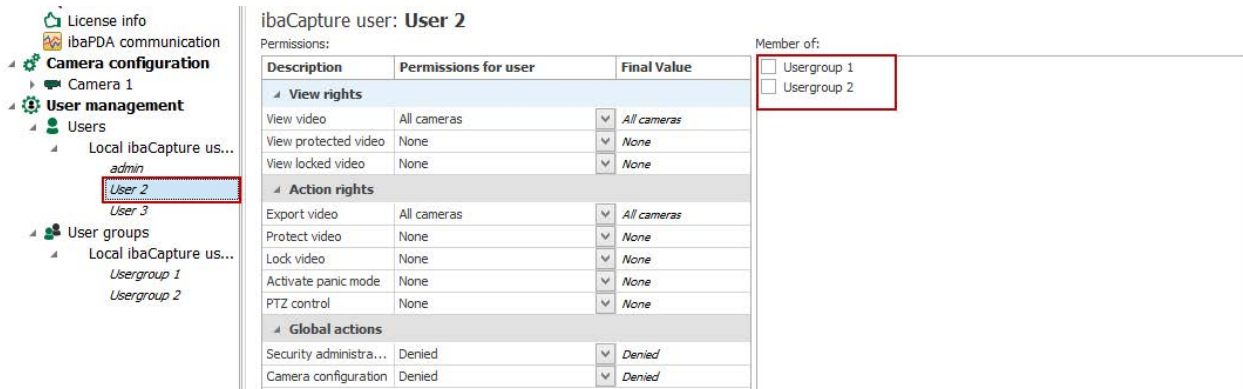 License info
ibaPDA communication
Camera configuration
Camera 1
User management
Users
Local ibaCapture us...
admin
User 2
User 3
User groups
Local ibaCapture us...
Usergroup 1
Usergroup 2
ibaCapture user: User 2
Permissions:
Description Permissions for user Final Value
View rights
View video All cameras All cameras
View protected video None None
View locked video None None
Action rights
Export video All cameras All cameras
Protect video None None
Lock video None None
Activate panic mode None None
PTZ control None None
Global actions
Security administra... Denied Denied
Camera configuration Denied Denied
Member of:
Usergroup 1
Usergroup 2